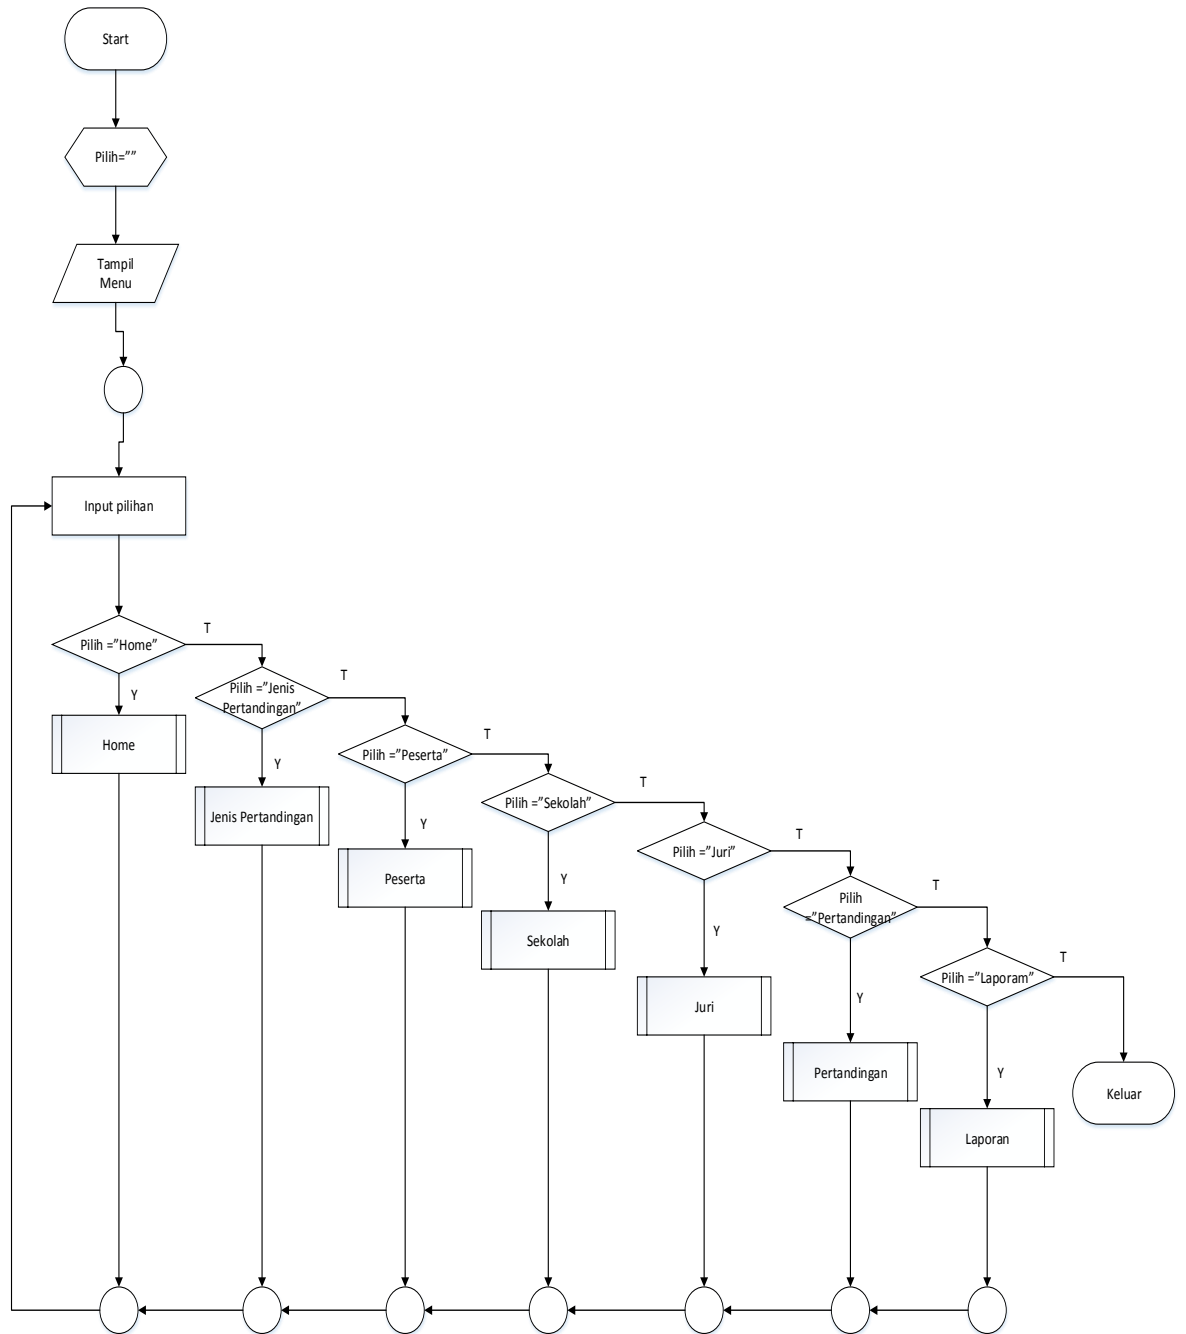 Start
Pilih=””
Tampil
Menu
Input pilihan
Pilih =”Home”
T
Y
Home
Pilih =”Jenis
Pertandingan”
T
Y
Jenis Pertandingan
Pilih =”Peserta”
T
Y
Peserta
Pilih =”Sekolah”
T
Y
Sekolah
Pilih =”Juri”
T
Y
Juri
Pilih
=”Pertandingan”
T
Y
Pertandingan
Pilih =”Laporam”
T
Y
Laporan
Keluar